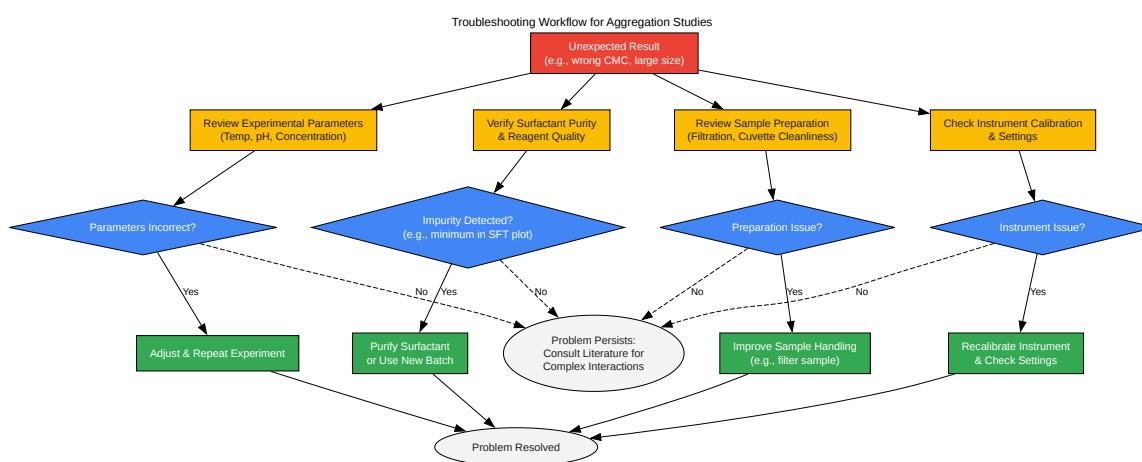 Troubleshooting Workflow for Aggregation Studies
Unexpected Result
(e.g., wrong CMC, large size)
Review Experimental Parameters
(Temp, pH, Concentration)
Verify Surfactant Purity
& Reagent Quality
Review Sample Preparation
(Filtration, Cuvette Cleanliness)
Check Instrument Calibration
& Settings
Parameters Incorrect?
Impurity Detected?
(e.g., minimum in SFT plot)
Preparation Issue?
Instrument Issue?
Yes
No
Yes
No
No
Yes
No
Yes
Adjust & Repeat Experiment
Purify Surfactant
or Use New Batch
Problem Persists:
Consult Literature for
Complex Interactions
Improve Sample Handling
(e.g., filter sample)
Recalibrate Instrument
& Check Settings
Problem Resolved